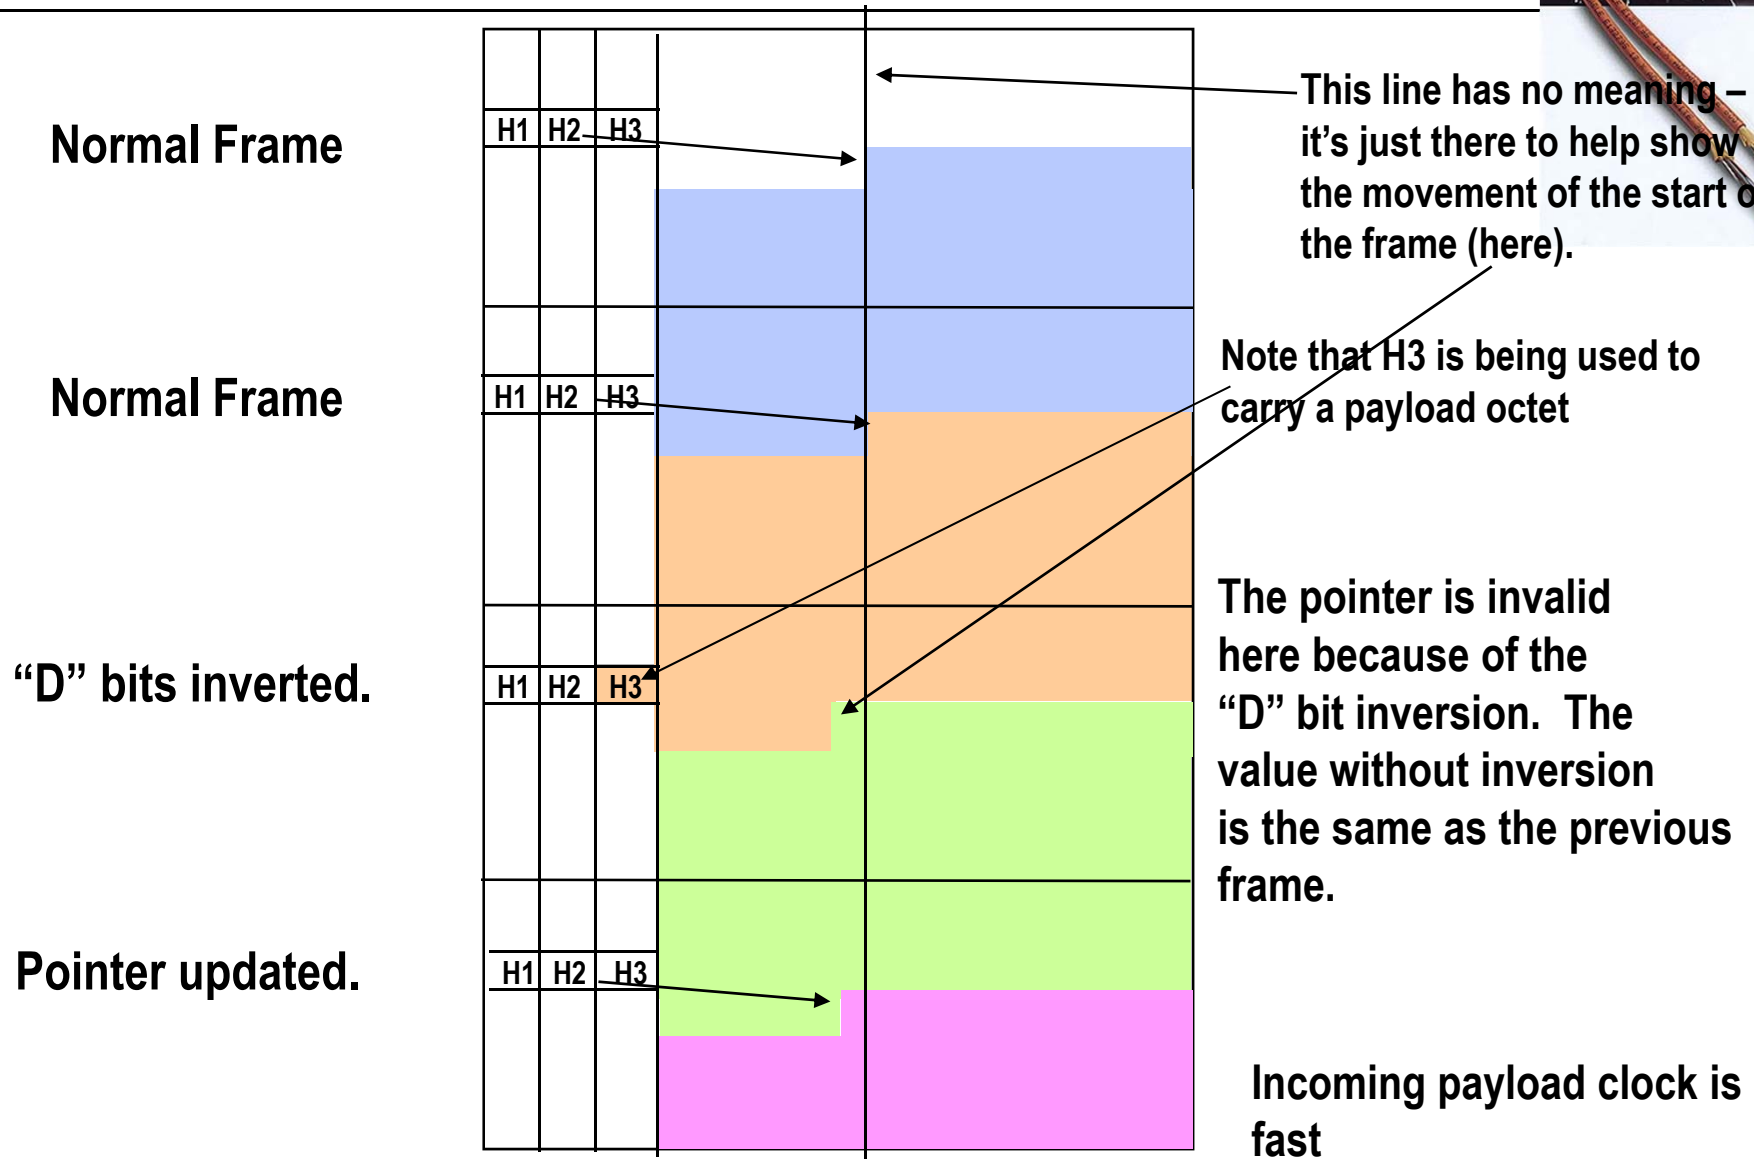 This line has no meaning –
it’s just there to help show
the movement of the start o
the frame (here).
Normal Frame
H1 H2 H3
Note that H3 is being used to
carry a payload octet
Normal Frame
H1 H2 H3
The pointer is invalid
here because of the
“D” bit inversion. The
value without inversion
is the same as the previous
frame.
“D” bits inverted.
H1 H2 H3
Pointer updated.
H1 H2 H3
Incoming payload clock is
fast